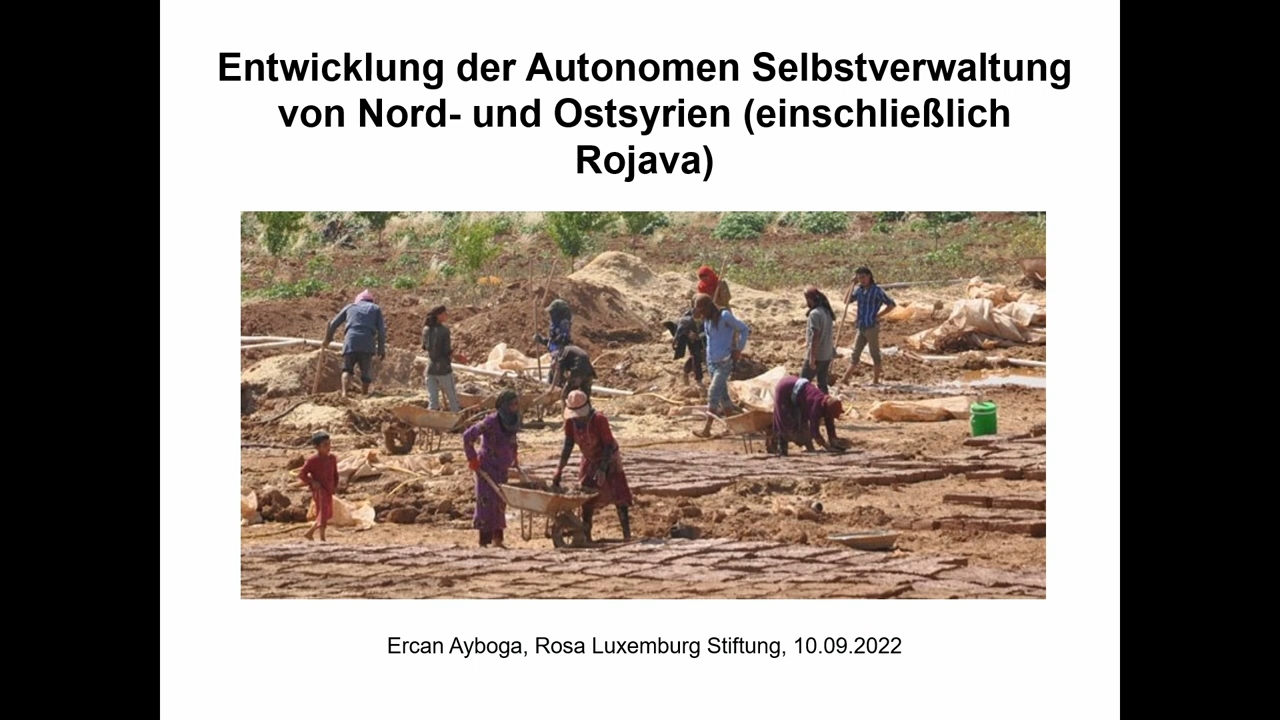 Entwicklung der Autonomen Selbstverwaltung
von Nord- und Ostsyrien (einschließlich
Rojava)
Ercan Ayboga, Rosa Luxemburg Stiftung, 10.09.2022